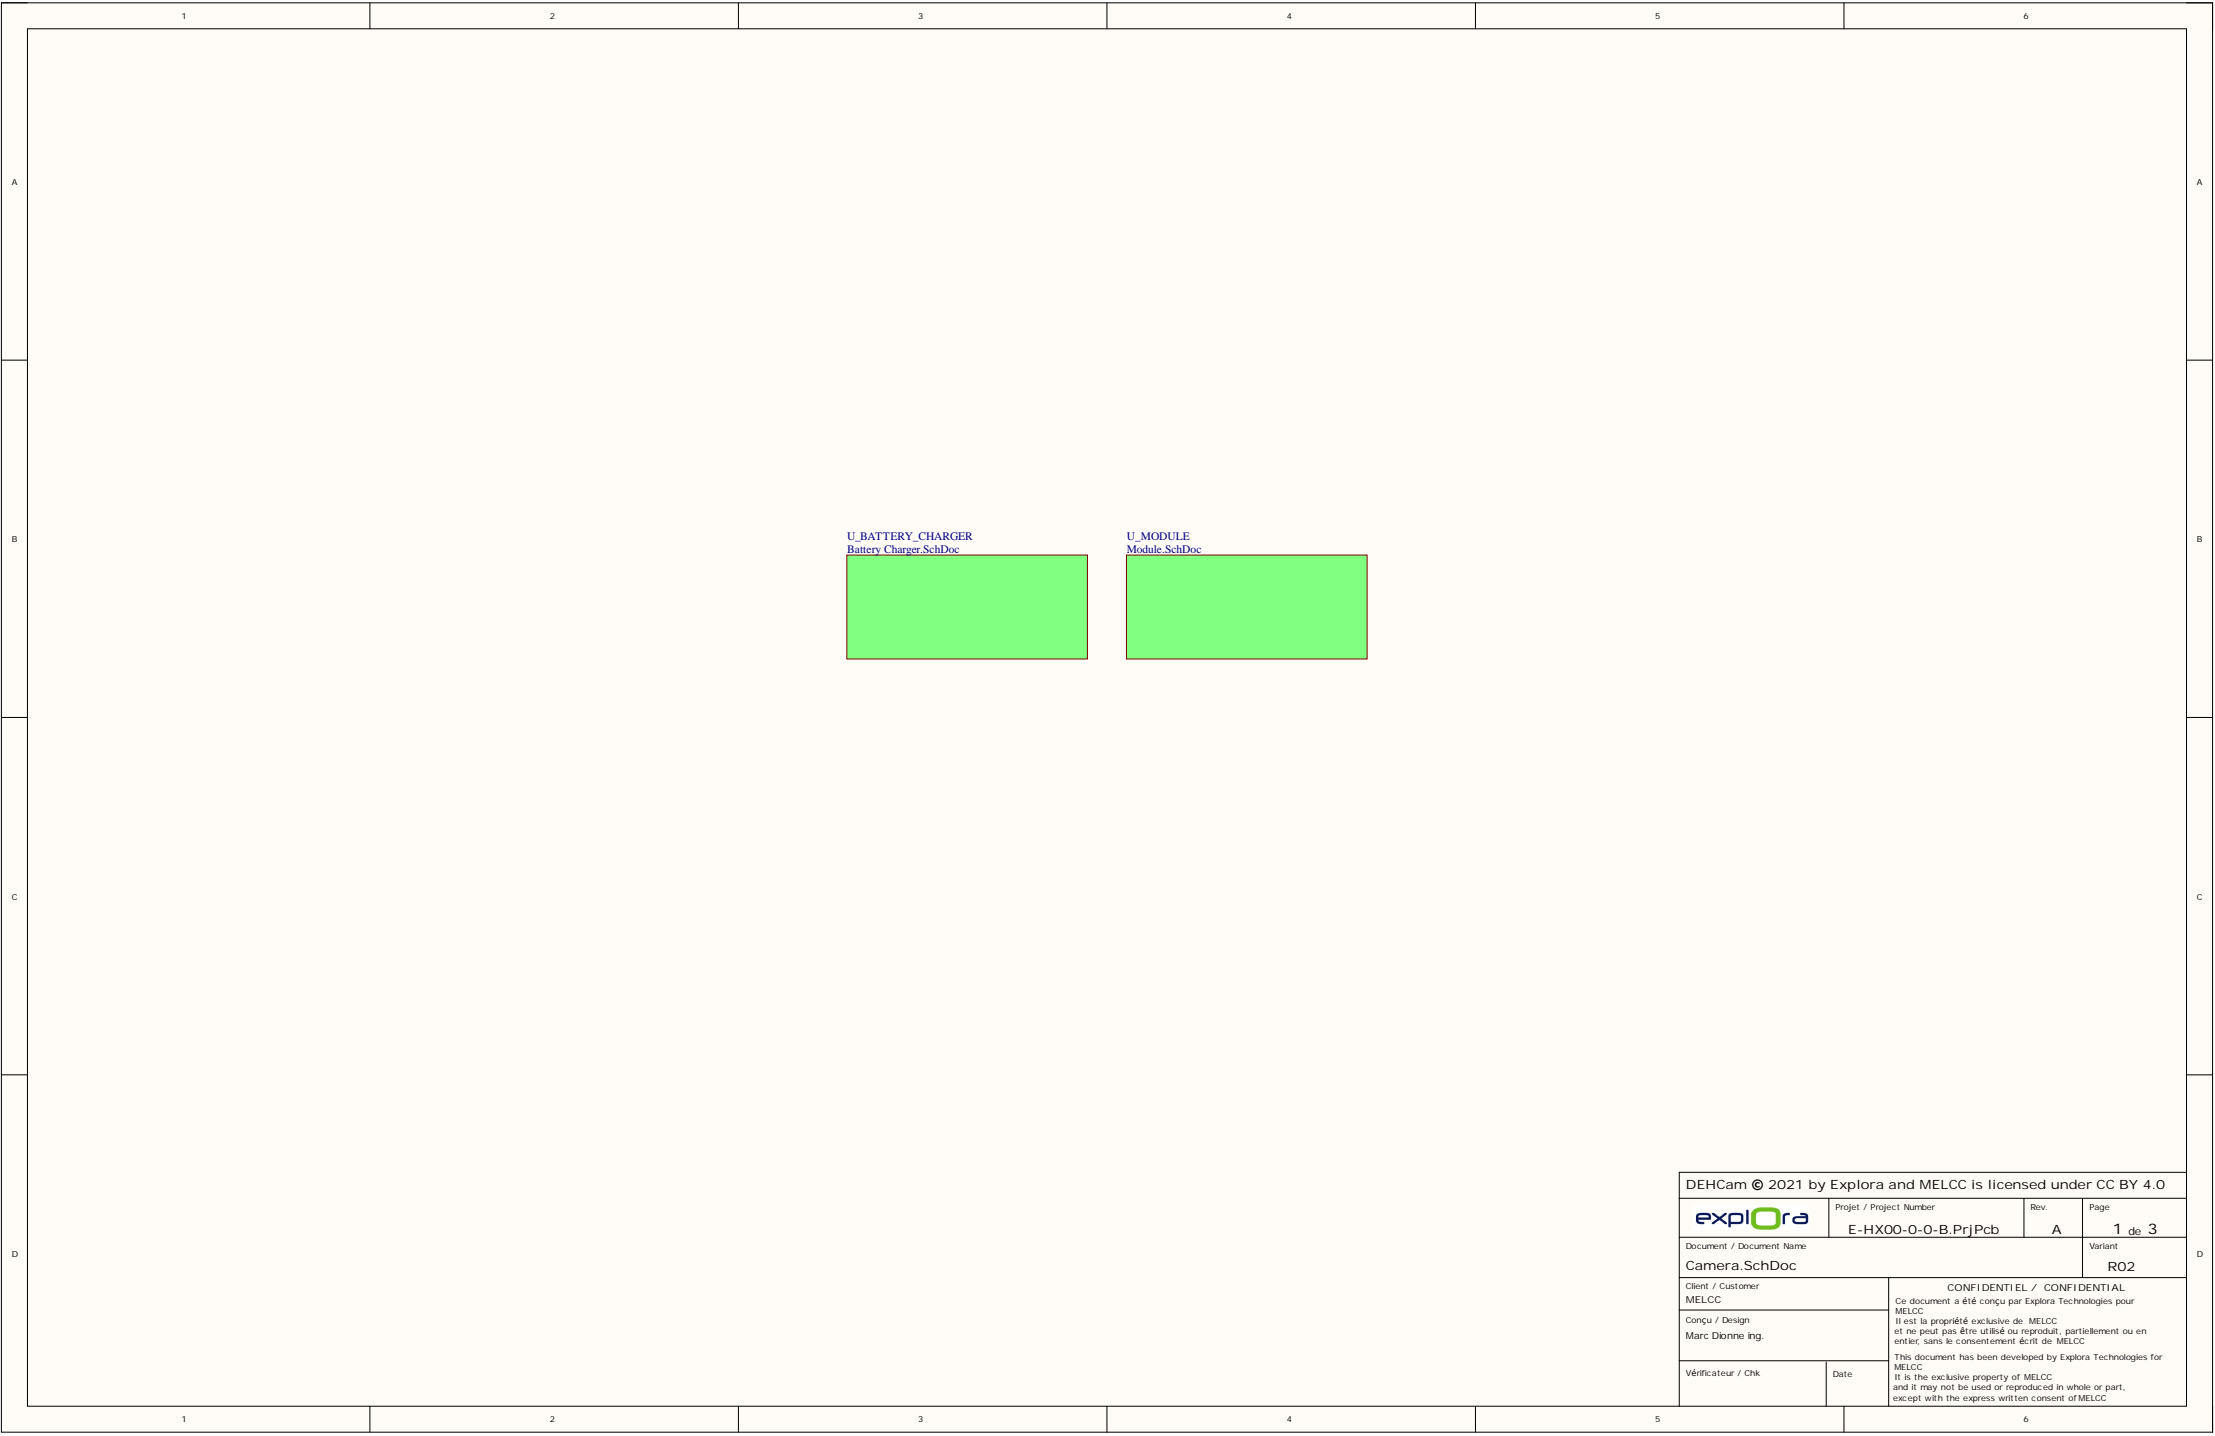 1 2 3 4 5 6
A A
U_BATTERY_CHARGER
Battery Charger.SchDoc
U_MODULE
Module.SchDoc
B B
C C
D D
DEHCam © 2021 by Explora and MELCC is licensed under CC BY 4.0
explora
Projet / Project Number
E-HX00-0-0-B.PrjPcb
Rev.
A
Page
1 de 3
Document / Document Name
Camera.SchDoc
Variant
R02
Client / Customer
MELCC
Conçu / Design
Marc Dionne ing.
Vérificateur / Chk
Date
CONFIDENTIEL / CONFIDENTIAL
Ce document a été conçu par Explora Technologies pour
MELCC
Il est la propriété exclusive de MELCC
et ne peut pas être utilisé ou reproduit, partiellement ou en
entier, sans le consentement écrit de MELCC
This document has been developed by Explora Technologies for
MELCC
It is the exclusive property of MELCC
and it may not be used or reproduced in whole or part,
except with the express written consent of MELCC
1 2 3 4 5 6